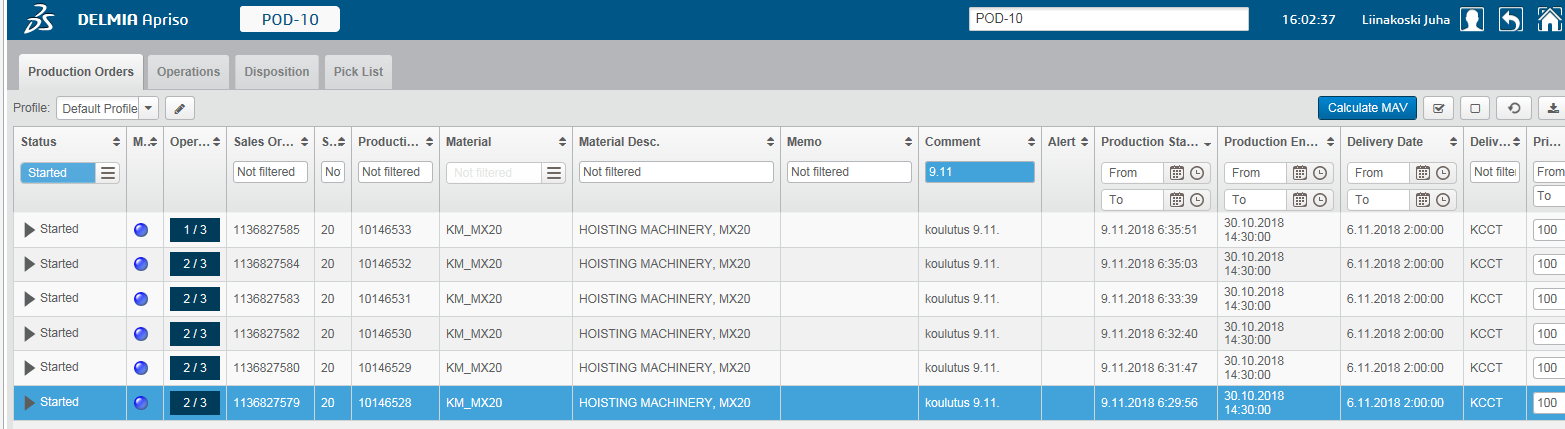 DELMIA Apriso POD-10 POD-10 16:02:37 Liinakoski Juha
Production Orders Operations Disposition Pick List
Profile: Default Profile Calculate MAV
Status M... Oper... Sales Or... S... Producti... Material Material Desc. Memo Comment Alert Production Sta... Production En... Delivery Date Deliv... Pri...
Started Not filtered No Not filtered Not filtered Not filtered Not filtered 9.11 From From From Not filte From
To To To To
Started 1 / 3 1136827585 20 10146533 KM_MX20 HOISTING MACHINERY, MX20 koulutus 9.11. 9.11.2018 6:35:51 30.10.2018 14:30:00 6.11.2018 2:00:00 KCCT 100
Started 2 / 3 1136827584 20 10146532 KM_MX20 HOISTING MACHINERY, MX20 koulutus 9.11. 9.11.2018 6:35:03 30.10.2018 14:30:00 6.11.2018 2:00:00 KCCT 100
Started 2 / 3 1136827583 20 10146531 KM_MX20 HOISTING MACHINERY, MX20 koulutus 9.11. 9.11.2018 6:33:39 30.10.2018 14:30:00 6.11.2018 2:00:00 KCCT 100
Started 2 / 3 1136827582 20 10146530 KM_MX20 HOISTING MACHINERY, MX20 koulutus 9.11. 9.11.2018 6:32:40 30.10.2018 14:30:00 6.11.2018 2:00:00 KCCT 100
Started 2 / 3 1136827580 20 10146529 KM_MX20 HOISTING MACHINERY, MX20 koulutus 9.11. 9.11.2018 6:31:47 30.10.2018 14:30:00 6.11.2018 2:00:00 KCCT 100
Started 2 / 3 1136827579 20 10146528 KM_MX20 HOISTING MACHINERY, MX20 koulutus 9.11. 9.11.2018 6:29:56 30.10.2018 14:30:00 6.11.2018 2:00:00 KCCT 100